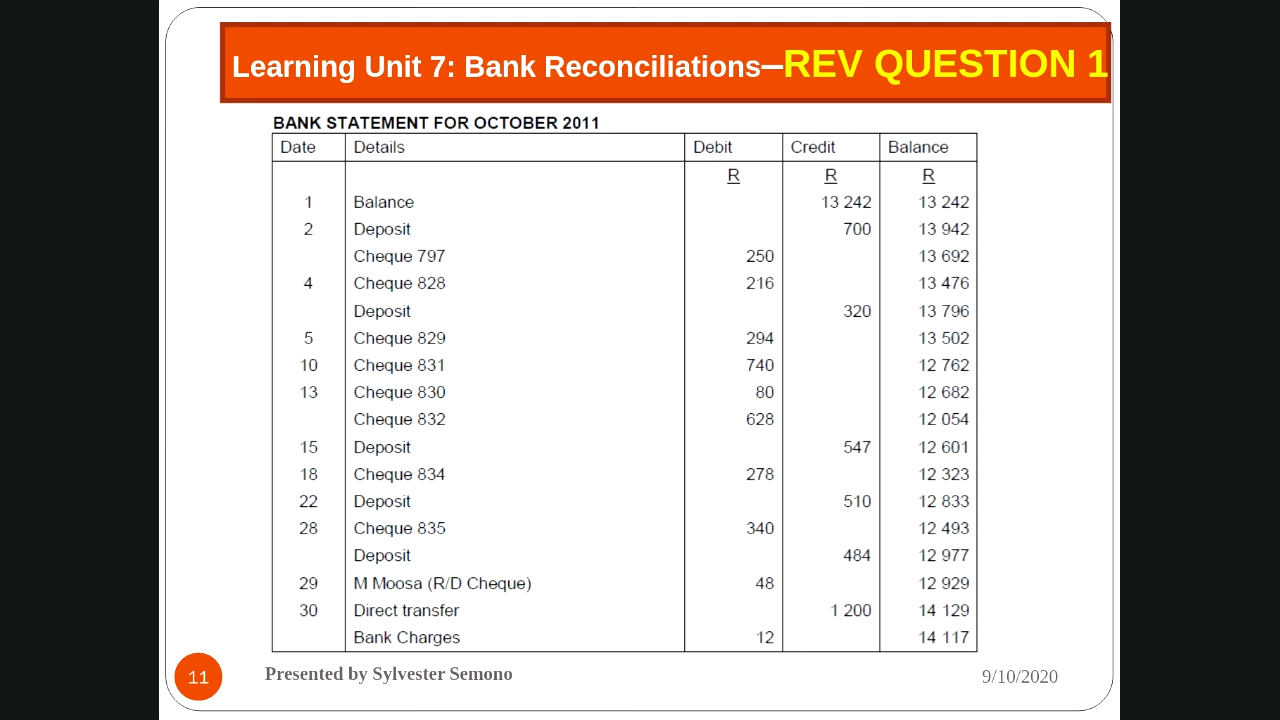 Learning Unit 7: Bank Reconciliations–REV QUESTION 1
BANK STATEMENT FOR OCTOBER 2011
Date Details Debit Credit Balance
R R R
1 Balance 13 242 13 242
2 Deposit 700 13 942
Cheque 797 250 13 692
4 Cheque 828 216 13 476
Deposit 320 13 796
5 Cheque 829 294 13 502
10 Cheque 831 740 12 762
13 Cheque 830 80 12 682
Cheque 832 628 12 054
15 Deposit 547 12 601
18 Cheque 834 278 12 323
22 Deposit 510 12 833
28 Cheque 835 340 12 493
Deposit 484 12 977
29 M Moosa (R/D Cheque) 48 12 929
30 Direct transfer 1 200 14 129
Bank Charges 12 14 117
11 Presented by Sylvester Semono 9/10/2020